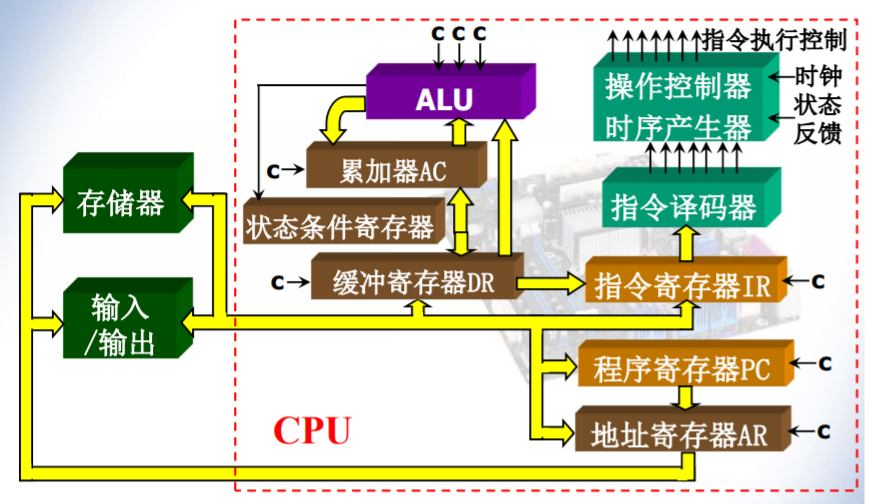 C C C
指令执行控制
ALU
操作控制器
时序产生器
时钟
状态
反馈
C
累加器AC
存储器
状态条件寄存器
指令译码器
C
缓冲寄存器DR
指令寄存器IR
C
输入
/输出
程序寄存器PC
C
CPU
地址寄存器AR
C